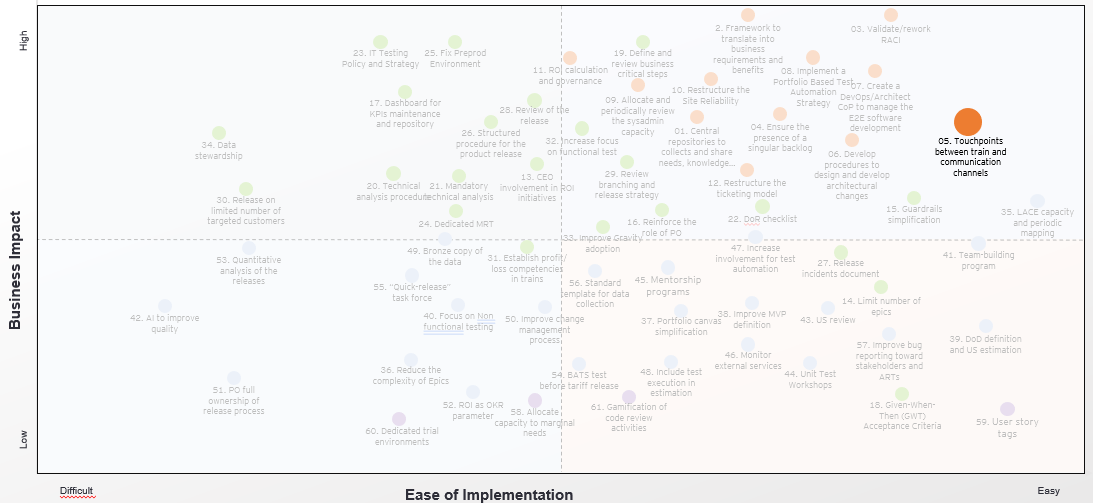 High
2. Framework to
translate into
business
requirements and
benefits
03. Validate/rework
RACI
23. IT Testing
Policy and Strategy
25. Fix Preprod
Environment
19. Define and
review business
critical steps
11. ROI calculation
and governance
08. Implement a
Portfolio Based Test
Automation
Strategy
07. Create a
DevOps/Architect
CoP to manage the
E2E software
development
10. Restructure the
Site Reliability
09. Allocate and
periodically review
the sysadmin
capacity
17. Dashboard for
KPIs maintenance
and repository
28. Review of the
release
26. Structured
procedure for the
product release
32. Increase focus
on functional test
01. Central
repositories to
collects and share
needs, knowledge...
04. Ensure the
presence of a
singular backlog
05. Touchpoints
between train and
communication
channels
34. Data
stewardship
06. Develop
procedures to
design and develop
architectural
changes
13. CEO
involvement in ROI
initiatives
29. Review
branching and
release strategy
12. Restructure the
ticketing model
20. Technical
analysis procedure
21. Mandatory
technical analysis
30. Release on
limited number of
targeted customers
24. Dedicated MRT
16. Reinforce the
role of PO
22. DoR checklist
15. Guardrails
simplification
35. LACE capacity
and periodic
mapping
33. Improve Gravity
adoption
Business Impact
49. Bronze copy of
the data
53. Quantitative
analysis of the
releases
31. Establish profit/
loss competencies
in trains
47. Increase
involvement for test
automation
27. Release
incidents document
41. Team-building
program
55. "Quick-release"
task force
56. Standard
template for data
collection
45. Mentorship
programs
14. Limit number of
epics
42. AI to improve
quality
40. Focus on Non
functional testing
50. Improve change
management
process
37. Portfolio canvas
simplification
38. Improve MVP
definition
43. US review
39. DoD definition
and US estimation
57. Improve bug
reporting toward
stakeholders and
ARTs
46. Monitor
external services
36. Reduce the
complexity of Epics
54. BATS test
before tariff release
48. Include test
execution in
estimation
44. Unit Test
Workshops
51. PO full
ownership of
release process
52. ROI as OKR
parameter
58. Allocate
capacity to marginal
needs
61. Gamification of
code review
activities
18. Given-When-
Then (GWT)
Acceptance Criteria
59. User story
tags
60. Dedicated trial
environments
Low
Difficult
Ease of Implementation
Easy